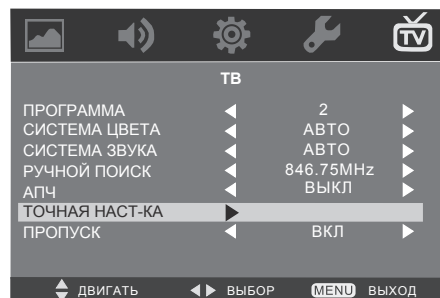 TV
ТВ
ПРОГРАММА 2
СИСТЕМА ЦВЕТА АВТО
СИСТЕМА ЗВУКА АВТО
РУЧНОЙ ПОИСК 846.75MHz
АПЧ ВЫКЛ
ТОЧНАЯ НАСТ-КА
ПРОПУСК ВКЛ
ДВИГАТЬ ВЫБОР MENU ВЫХОД